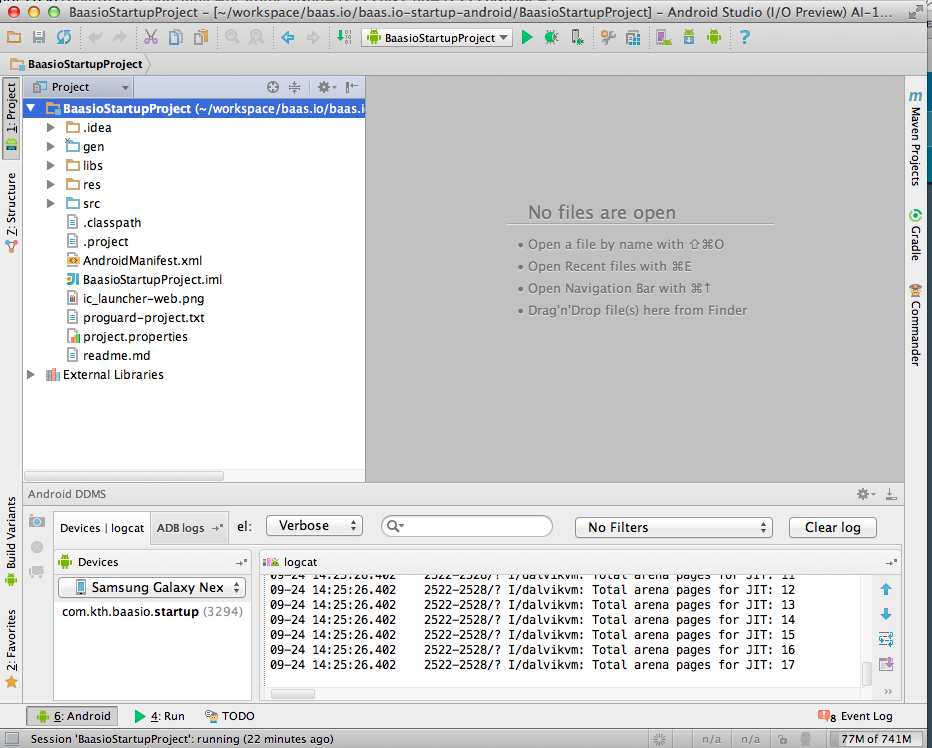 BaasioStartupProject – [~/workspace/baas.io/baas.io-startup-android/BaasioStartupProject] – Android Studio (I/O Preview) AI-1...
BaasioStartupProject
BaasioStartupProject
1: Project
Z: Structure
Build Variants
2: Favorites
Project
BaasioStartupProject (~/workspace/baas.io/baas.i
.idea
gen
libs
res
src
.classpath
.project
AndroidManifest.xml
BaasioStartupProject.iml
ic_launcher-web.png
proguard-project.txt
project.properties
readme.md
External Libraries
No files are open
• Open a file by name with ⇧⌘O
• Open Recent files with ⌘E
• Open Navigation Bar with ⌘↑
• Drag'n'Drop file(s) here from Finder
Maven Projects
Gradle
Commander
Android DDMS
Devices | logcat
ADB logs
el:
Verbose
No Filters
Clear log
Devices
logcat
Samsung Galaxy Nex
com.kth.baasio.startup (3294)
09-24 14:25:26.402 2522-2528/? I/dalvikvm: Total arena pages for JIT: 11
09-24 14:25:26.402 2522-2528/? I/dalvikvm: Total arena pages for JIT: 12
09-24 14:25:26.402 2522-2528/? I/dalvikvm: Total arena pages for JIT: 13
09-24 14:25:26.402 2522-2528/? I/dalvikvm: Total arena pages for JIT: 14
09-24 14:25:26.402 2522-2528/? I/dalvikvm: Total arena pages for JIT: 15
09-24 14:25:26.402 2522-2528/? I/dalvikvm: Total arena pages for JIT: 16
09-24 14:25:26.402 2522-2528/? I/dalvikvm: Total arena pages for JIT: 17
6: Android
4: Run
TODO
8 Event Log
Session 'BaasioStartupProject': running (22 minutes ago)
n/a
n/a
77M of 741M